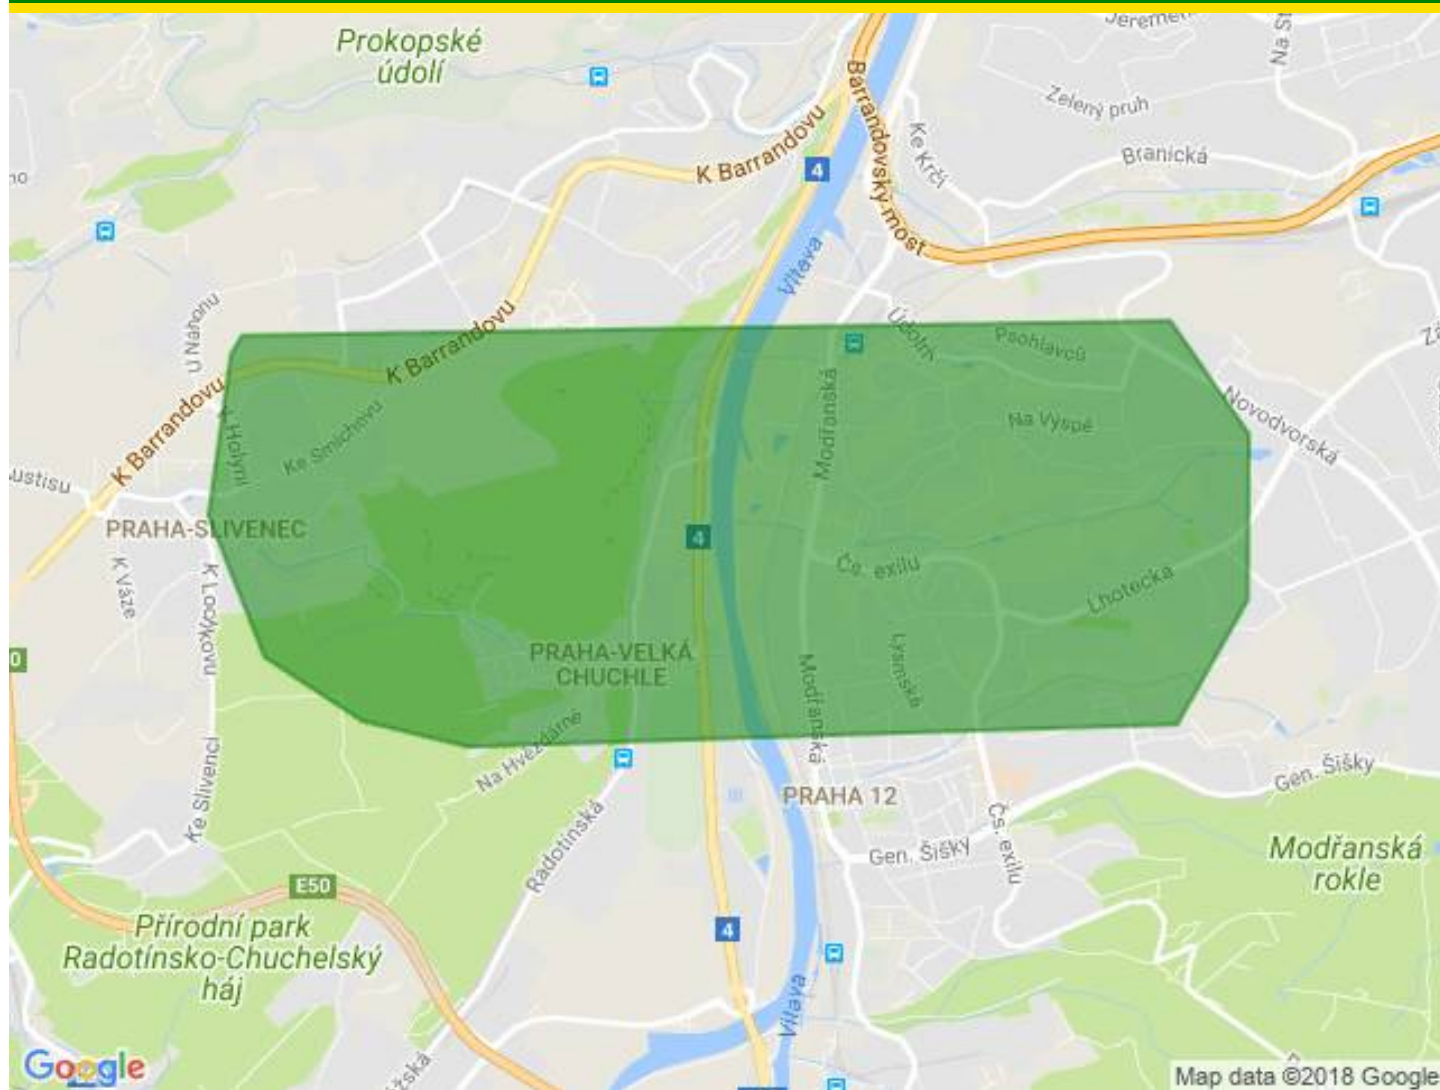 Prokopské
údolí
Na
Zelený pruh
Barrandovský most
Ke Krči
Branická
K Barrandovu
4
Vltava
U Náhonu
K Barrandovu
Údolní
Psohlavců
K Barrandovu
K Holyni
Ke Smíchovu
Modřanská
Na Výspě
Novodvorská
PRAHA-SLIVENEC
4
Čs. exilu
K Váze
K Lochkovu
Lhotecká
PRAHA-VELKÁ
CHUCHLE
Lysinská
Modřanská
Na Hvězdárně
Ke Slivenci
PRAHA 12
Gen. Šišky
Radotínská
Gen. Šišky
Čs. exilu
Modřanská
rokle
E50
Přírodní park
Radotínsko-Chuchelský
háj
4
Vltava
Google
Map data ©2018 Google